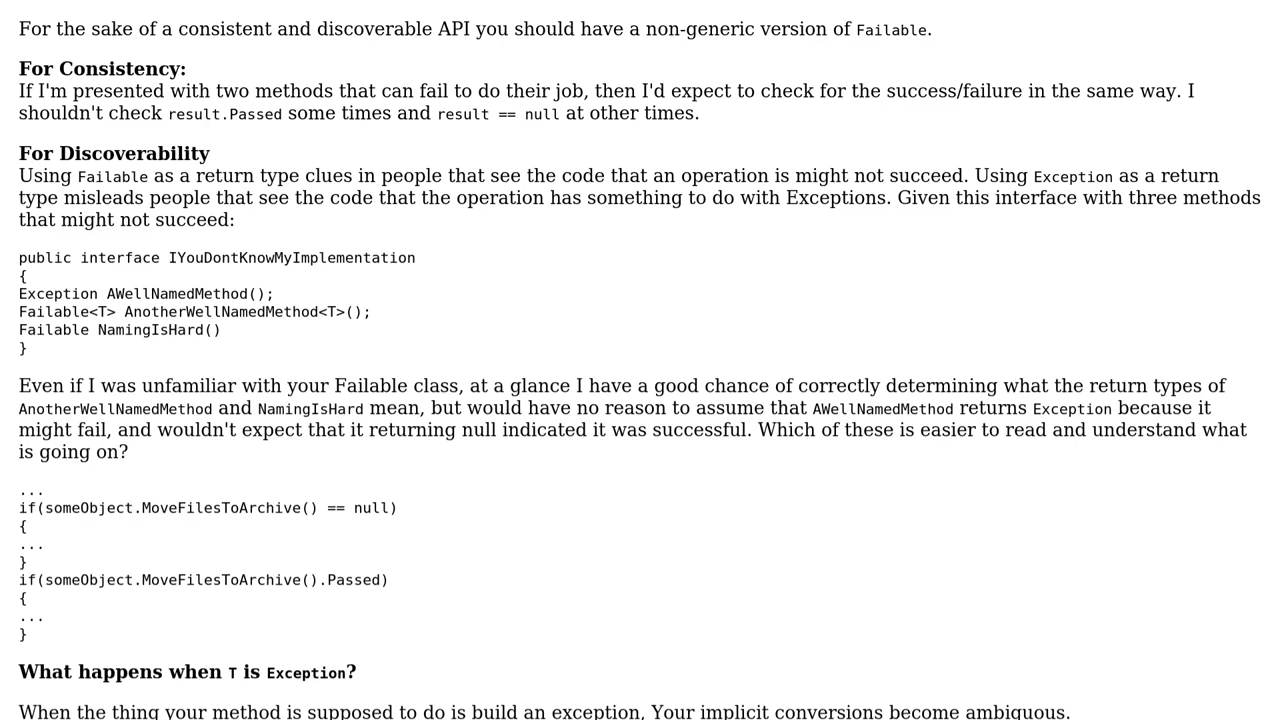 For the sake of a consistent and discoverable API you should have a non-generic version of Failable.
For Consistency:
If I'm presented with two methods that can fail to do their job, then I'd expect to check for the success/failure in the same way. I
shouldn't check result.Passed some times and result == null at other times.
For Discoverability
Using Failable as a return type clues in people that see the code that an operation is might not succeed. Using Exception as a return
type misleads people that see the code that the operation has something to do with Exceptions. Given this interface with three methods
that might not succeed:
public interface IYouDontKnowMyImplementation
{
Exception AWellNamedMethod();
Failable<T> AnotherWellNamedMethod<T>();
Failable NamingIsHard()
}
Even if I was unfamiliar with your Failable class, at a glance I have a good chance of correctly determining what the return types of
AnotherWellNamedMethod and NamingIsHard mean, but would have no reason to assume that AWellNamedMethod returns Exception because it
might fail, and wouldn't expect that it returning null indicated it was successful. Which of these is easier to read and understand what
is going on?
...
if(someObject.MoveFilesToArchive() == null)
{
...
}
if(someObject.MoveFilesToArchive().Passed)
{
...
}
What happens when T is Exception?
When the thing your method is supposed to do is build an exception, Your implicit conversions become ambiguous.